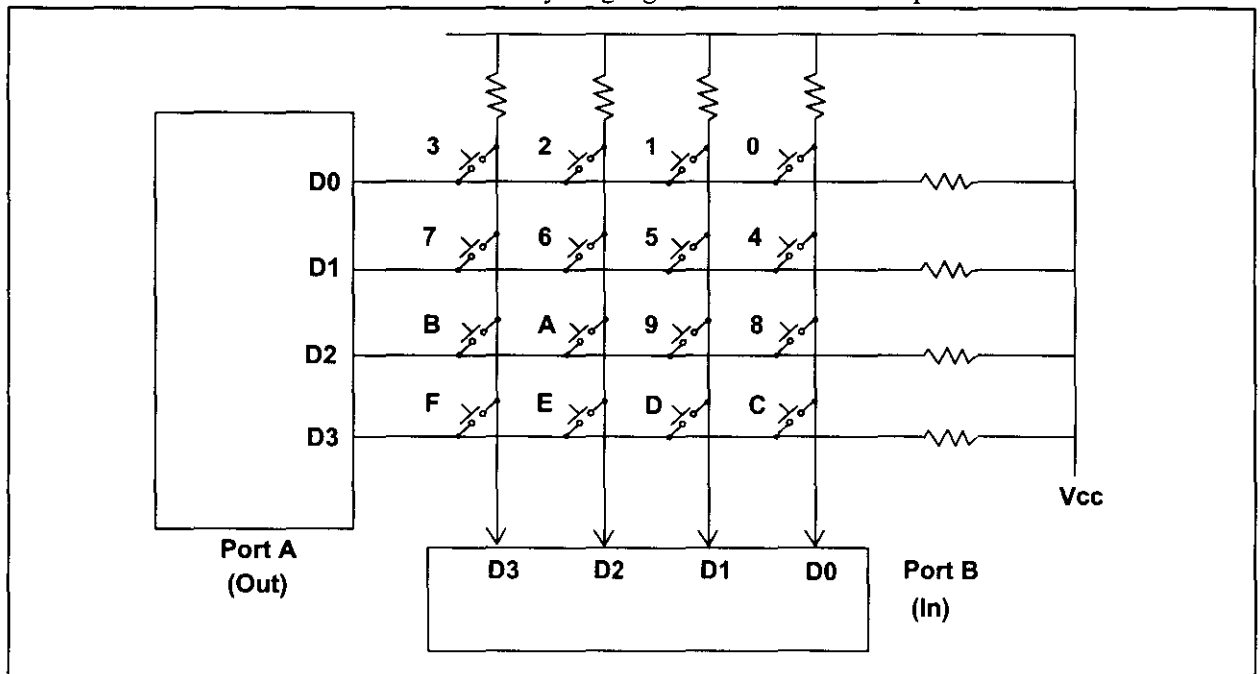 3 2 1 0
D0
7 6 5 4
D1
B A 9 8
D2
F E D C
D3
Vcc
Port A
(Out)
D3 D2 D1 D0
Port B
(In)